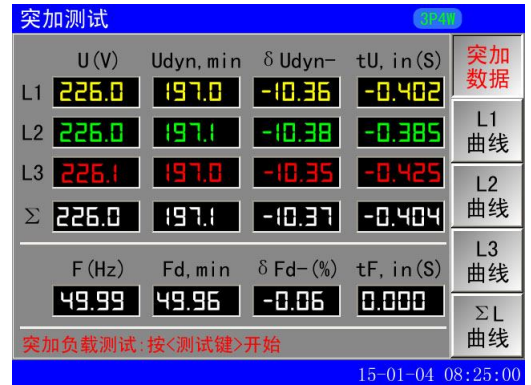 突加测试 3P4W
U(V) Udyn,min δUdyn- tU,in(S)
L1 226.0 197.0 -10.36 -0.402
L2 226.0 197.1 -10.38 -0.385
L3 226.1 197.0 -10.35 -0.425
Σ 226.0 197.1 -10.37 -0.404
F(Hz) Fd,min δFd-(%) tF,in(S)
49.99 49.96 -0.06 0.000
突加负载测试:按<测试键>开始
突加
数据
L1
曲线
L2
曲线
L3
曲线
ΣL
曲线
15-01-04 08:25:00